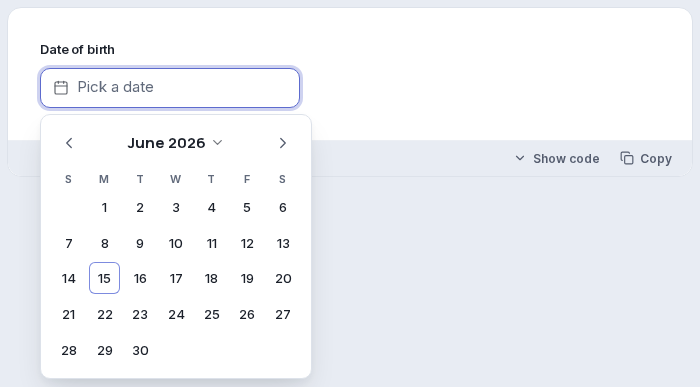 Date of birth
Pick a date
June 2026
S M T W T F S
1 2 3 4 5 6
7 8 9 10 11 12 13
14 15 16 17 18 19 20
21 22 23 24 25 26 27
28 29 30
Show code Copy